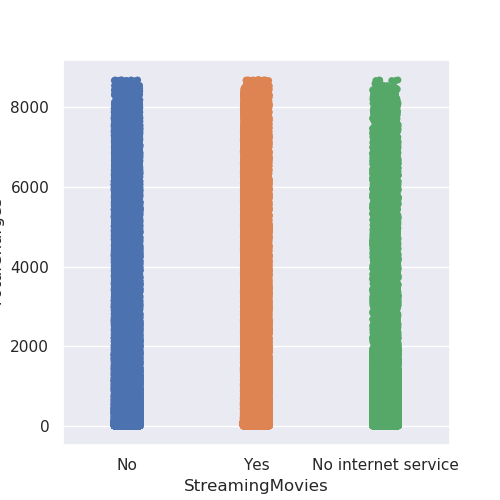 8000
6000
4000
2000
0
No
Yes
No internet service
StreamingMovies